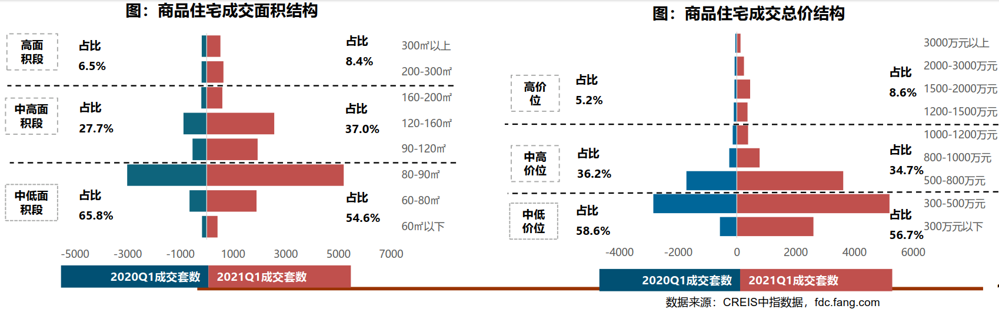 图：商品住宅成交面积结构
高面
积段
占比
6.5%
占比
8.4%
300㎡以上
200-300㎡
中高面
积段
占比
27.7%
占比
37.0%
160-200㎡
120-160㎡
90-120㎡
中低面
积段
占比
65.8%
占比
54.6%
80-90㎡
60-80㎡
60㎡以下
-5000 -3000 -1000 1000 3000 5000 7000
2020Q1成交套数 2021Q1成交套数
图：商品住宅成交总价结构
高价
位
占比
5.2%
占比
8.6%
3000万元以上
2000-3000万元
1500-2000万元
1200-1500万元
中高
价位
占比
36.2%
占比
34.7%
1000-1200万元
800-1000万元
500-800万元
中低
价位
占比
58.6%
占比
56.7%
300-500万元
300万元以下
-4000 -2000 0 2000 4000 6000
2020Q1成交套数 2021Q1成交套数
数据来源：CREIS中指数据，fdc.fang.com